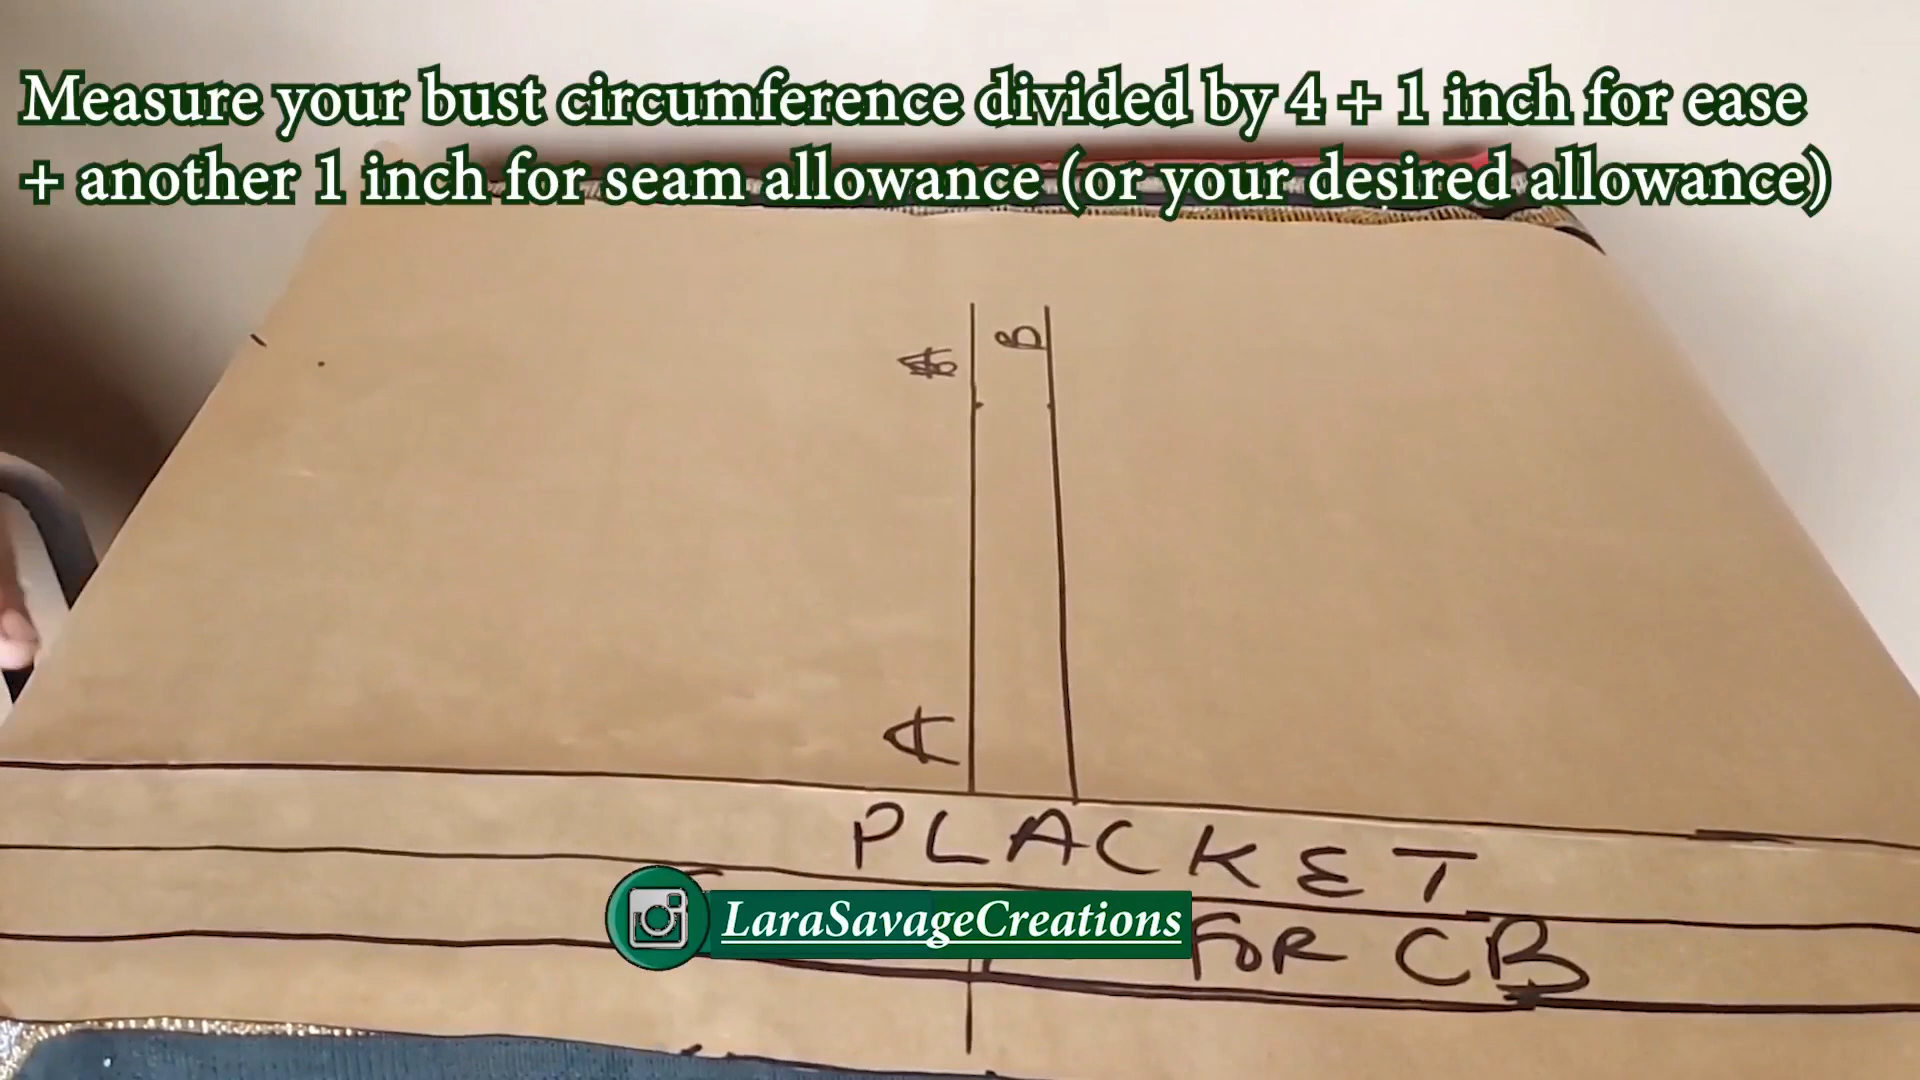 Measure your bust circumference divided by 4 + 1 inch for ease
+ another 1 inch for seam allowance (or your desired allowance)
B
A
PLACKET
FOR CB
LaraSavageCreations